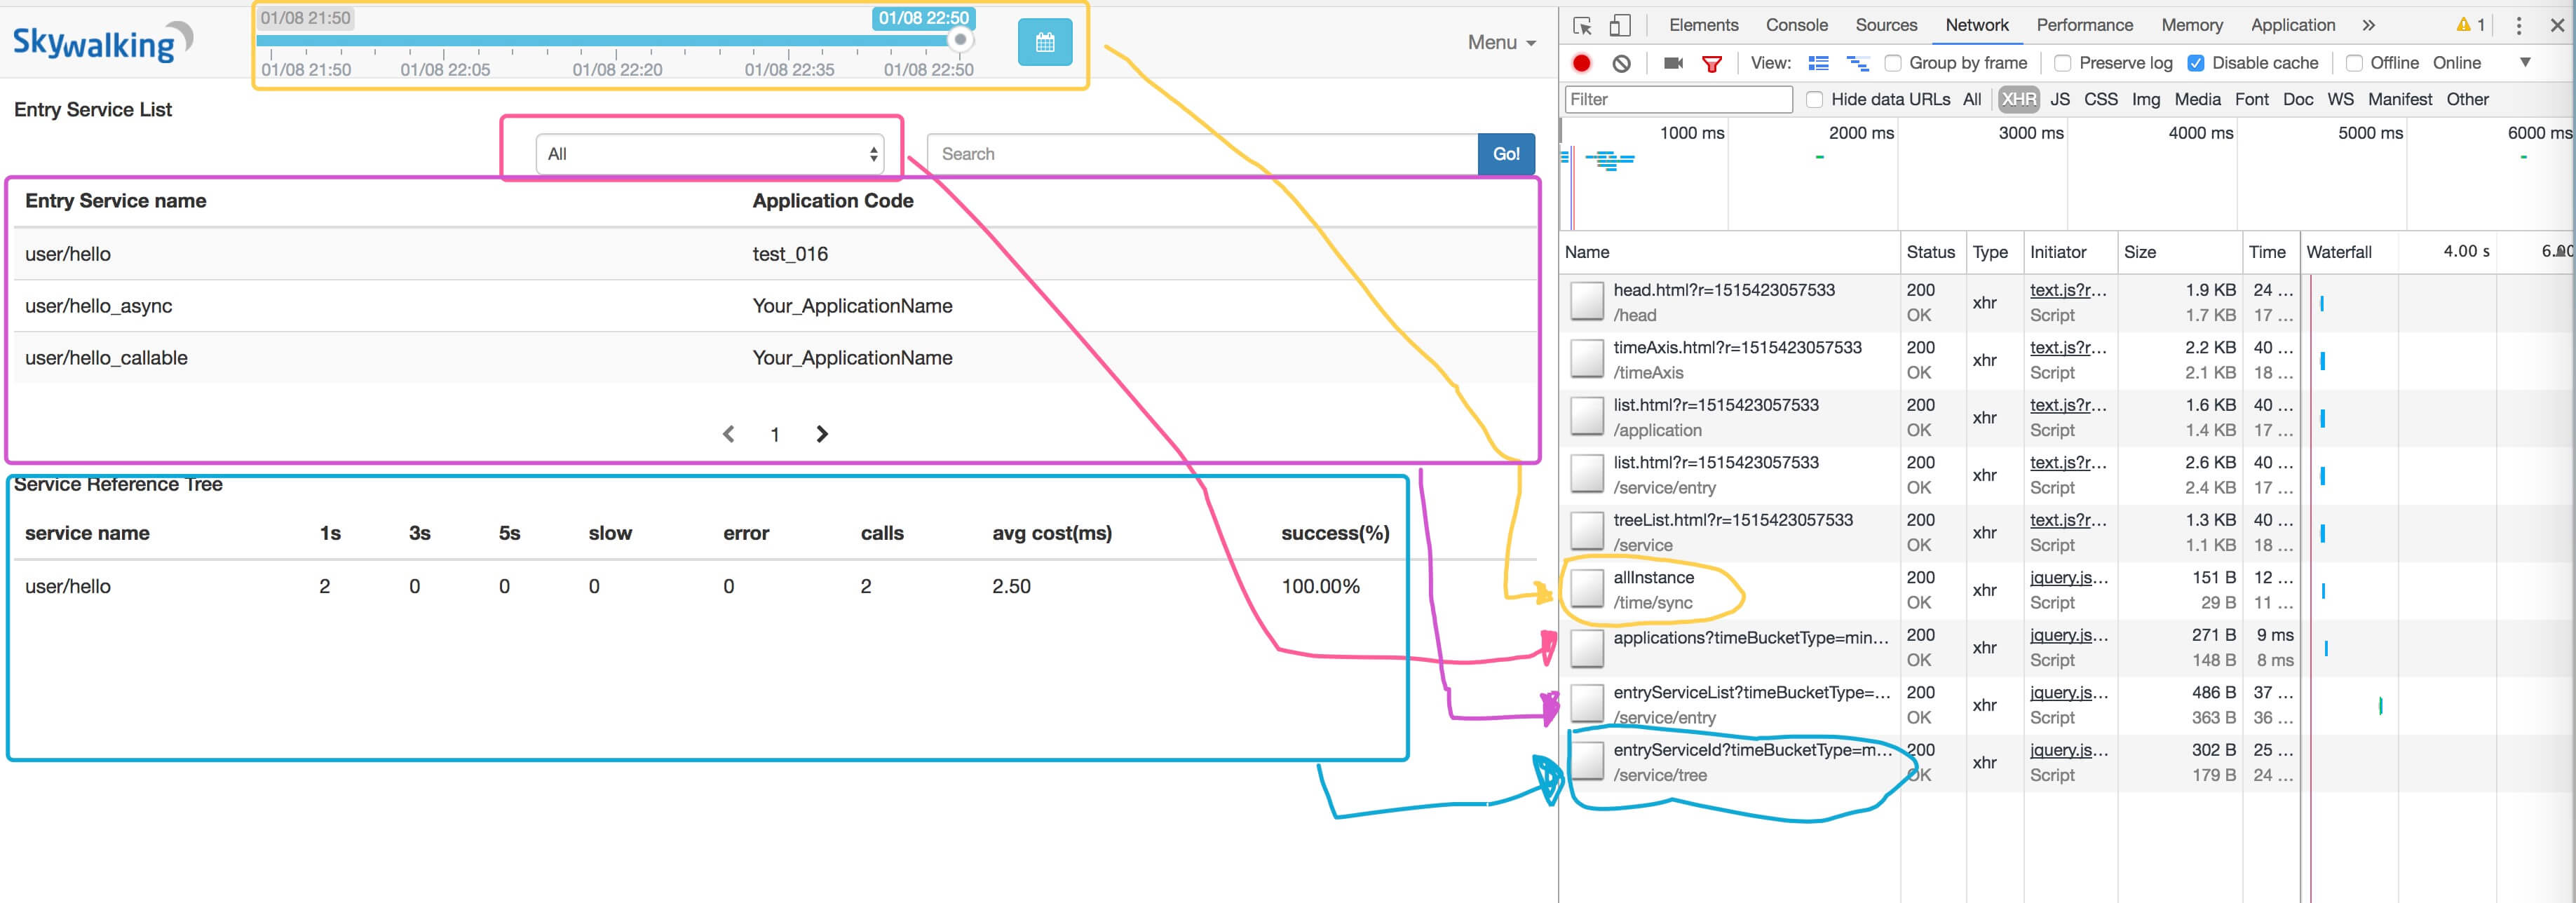 Skywalking
01/08 21:50
01/08 22:50
01/08 21:50
01/08 22:05
01/08 22:20
01/08 22:35
01/08 22:50
Menu
Entry Service List
All
Search
Go!
Entry Service name
Application Code
user/hello
test_016
user/hello_async
Your_ApplicationName
user/hello_callable
Your_ApplicationName
1
Service Reference Tree
service name 1s 3s 5s slow error calls avg cost(ms) success(%)
user/hello 2 0 0 0 0 2 2.50 100.00%
Elements Console Sources Network Performance Memory Application » 1
View: Group by frame Preserve log Disable cache Offline Online
Filter Hide data URLs All XHR JS CSS Img Media Font Doc WS Manifest Other
1000 ms 2000 ms 3000 ms 4000 ms 5000 ms 6000 ms
Name Status Type Initiator Size Time Waterfall 4.00 s
head.html?r=1515423057533 200 xhr text.js?r... 1.9 KB 24 ...
/head OK Script 1.7 KB 17 ...
timeAxis.html?r=1515423057533 200 xhr text.js?r... 2.2 KB 40 ...
/timeAxis OK Script 2.1 KB 18 ...
list.html?r=1515423057533 200 xhr text.js?r... 1.6 KB 40 ...
/application OK Script 1.4 KB 17 ...
list.html?r=1515423057533 200 xhr text.js?r... 2.6 KB 40 ...
/service/entry OK Script 2.4 KB 17 ...
treeList.html?r=1515423057533 200 xhr text.js?r... 1.3 KB 40 ...
/service OK Script 1.1 KB 18 ...
allInstance 200 xhr jquery.js... 151 B 12 ...
/time/sync OK Script 29 B 11 ...
applications?timeBucketType=min... 200 xhr jquery.js... 271 B 9 ms
OK Script 148 B 8 ms
entryServiceList?timeBucketType=... 200 xhr jquery.js... 486 B 37 ...
/service/entry OK Script 363 B 36 ...
entryServiceId?timeBucketType=m... 200 xhr jquery.js... 302 B 25 ...
/service/tree OK Script 179 B 24 ...